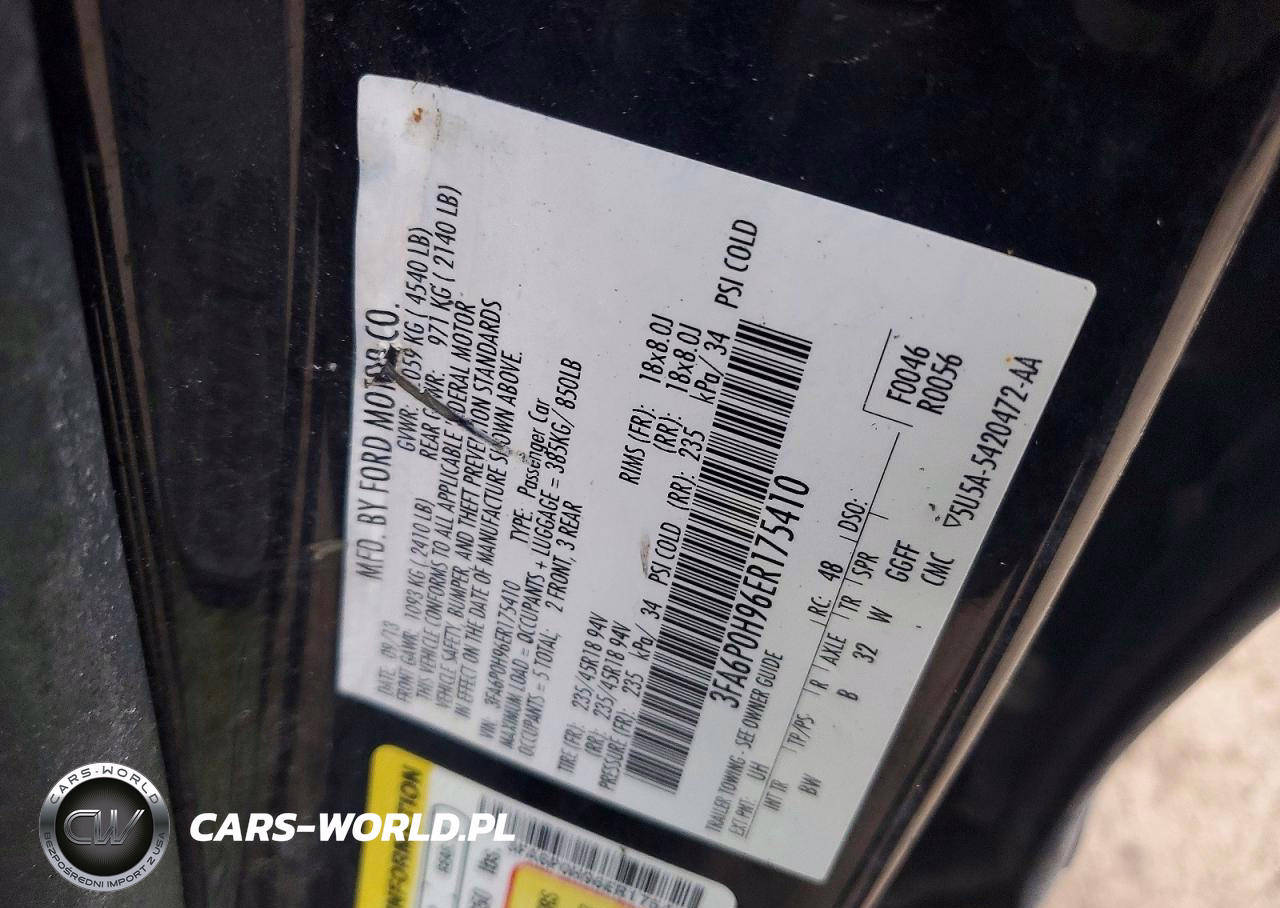 MFD. BY FORD MOTOR CO.
DATE: 09/13 GVWR: 2059 KG ( 4540 LB)
FRONT GAWR: 1093 KG ( 2410 LB) REAR GAWR: 971 KG ( 2140 LB)
THIS VEHICLE CONFORMS TO ALL APPLICABLE FEDERAL MOTOR
VEHICLE SAFETY, BUMPER, AND THEFT PREVENTION STANDARDS
IN EFFECT ON THE DATE OF MANUFACTURE SHOWN ABOVE.
VIN: 3FA6P0H96ER175410 TYPE: Passenger Car
MAXIMUM LOAD = OCCUPANTS + LUGGAGE = 385KG/ 850LB
OCCUPANTS = 5 TOTAL; 2 FRONT, 3 REAR
TIRE (FR): 235/45R18 94V RIMS (FR): 18x8.0J
(RR): 235/45R18 94V (RR): 18x8.0J
PRESSURE (FR): 235 kPa/ 34 PSI COLD (RR): 235 kPa/ 34 PSI COLD
3FA6P0H96ER175410
TRAILER TOWING - SEE OWNER GUIDE
F0046
R0056
EXT PNT: UH RC: 48 DSO:
INT TR TP/PS R AXLE TR SPR
BW B 32 W GGFF
CMC ▽5U5A-5420472-AA
CARS-WORLD
CW
BEZPOŚREDNI IMPORT Z USA
CARS-WORLD.PL